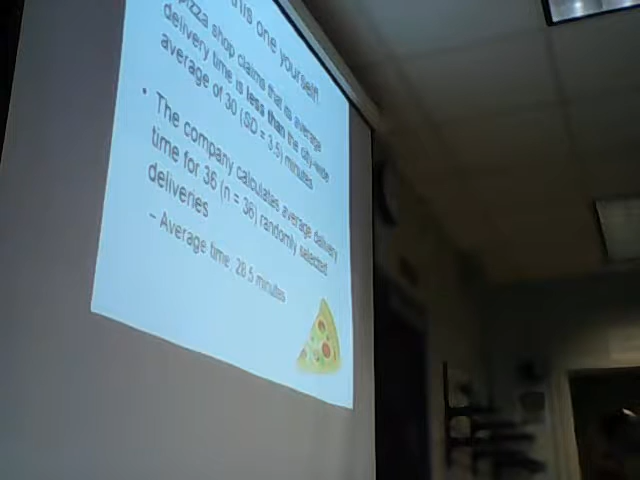 this one yourself!
pizza shop claims that its average
delivery time is less than the city-wide
average of 30 (SD = 3.5) minutes
• The company calculates average delivery
time for 36 (n = 36) randomly selected
deliveries
– Average time: 28.5 minutes